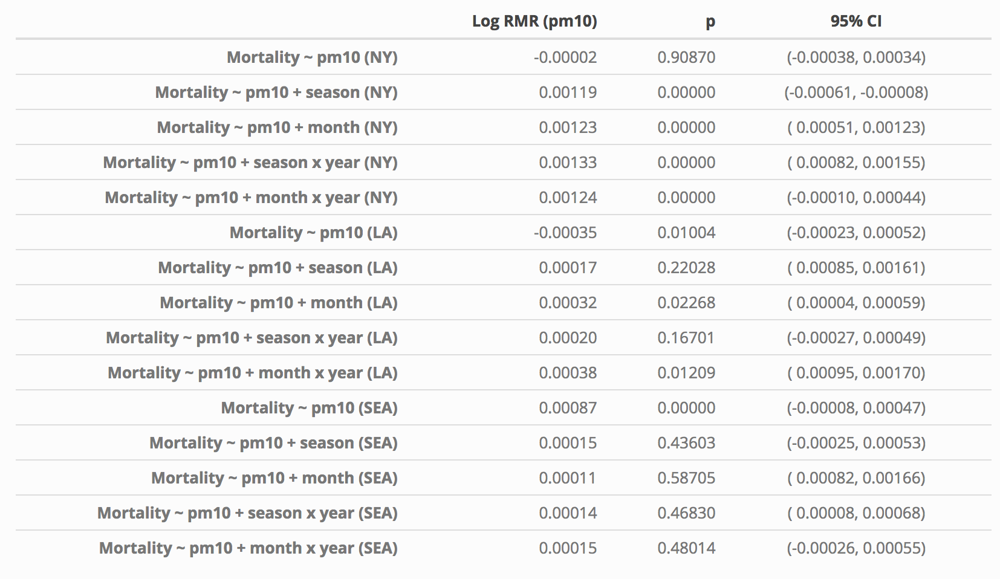 Log RMR (pm10) p 95% CI
Mortality ~ pm10 (NY) -0.00002 0.90870 (-0.00038, 0.00034)
Mortality ~ pm10 + season (NY) 0.00119 0.00000 (-0.00061, -0.00008)
Mortality ~ pm10 + month (NY) 0.00123 0.00000 ( 0.00051, 0.00123)
Mortality ~ pm10 + season x year (NY) 0.00133 0.00000 ( 0.00082, 0.00155)
Mortality ~ pm10 + month x year (NY) 0.00124 0.00000 (-0.00010, 0.00044)
Mortality ~ pm10 (LA) -0.00035 0.01004 (-0.00023, 0.00052)
Mortality ~ pm10 + season (LA) 0.00017 0.22028 ( 0.00085, 0.00161)
Mortality ~ pm10 + month (LA) 0.00032 0.02268 ( 0.00004, 0.00059)
Mortality ~ pm10 + season x year (LA) 0.00020 0.16701 (-0.00027, 0.00049)
Mortality ~ pm10 + month x year (LA) 0.00038 0.01209 ( 0.00095, 0.00170)
Mortality ~ pm10 (SEA) 0.00087 0.00000 (-0.00008, 0.00047)
Mortality ~ pm10 + season (SEA) 0.00015 0.43603 (-0.00025, 0.00053)
Mortality ~ pm10 + month (SEA) 0.00011 0.58705 ( 0.00082, 0.00166)
Mortality ~ pm10 + season x year (SEA) 0.00014 0.46830 ( 0.00008, 0.00068)
Mortality ~ pm10 + month x year (SEA) 0.00015 0.48014 (-0.00026, 0.00055)